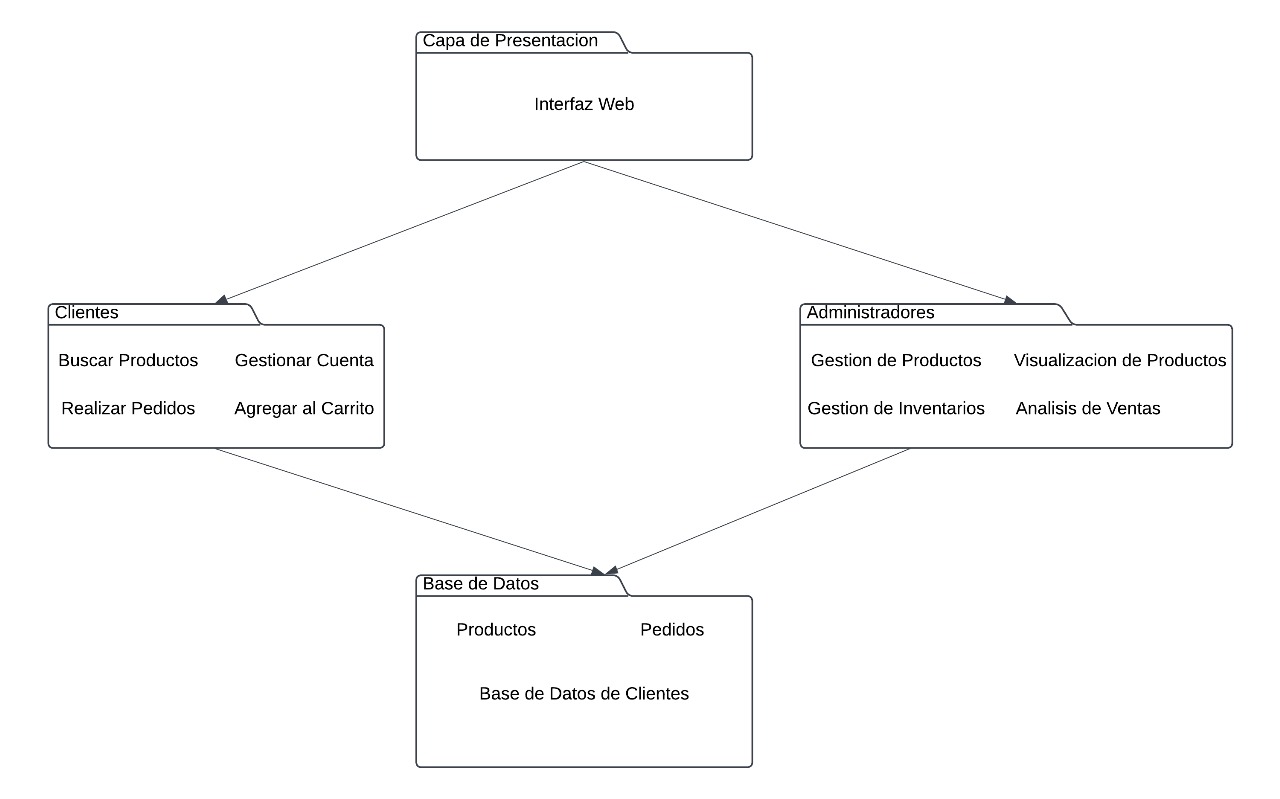 Capa de Presentacion
Interfaz Web
Clientes
Buscar Productos
Gestionar Cuenta
Realizar Pedidos
Agregar al Carrito
Administradores
Gestion de Productos
Visualizacion de Productos
Gestion de Inventarios
Analisis de Ventas
Base de Datos
Productos
Pedidos
Base de Datos de Clientes